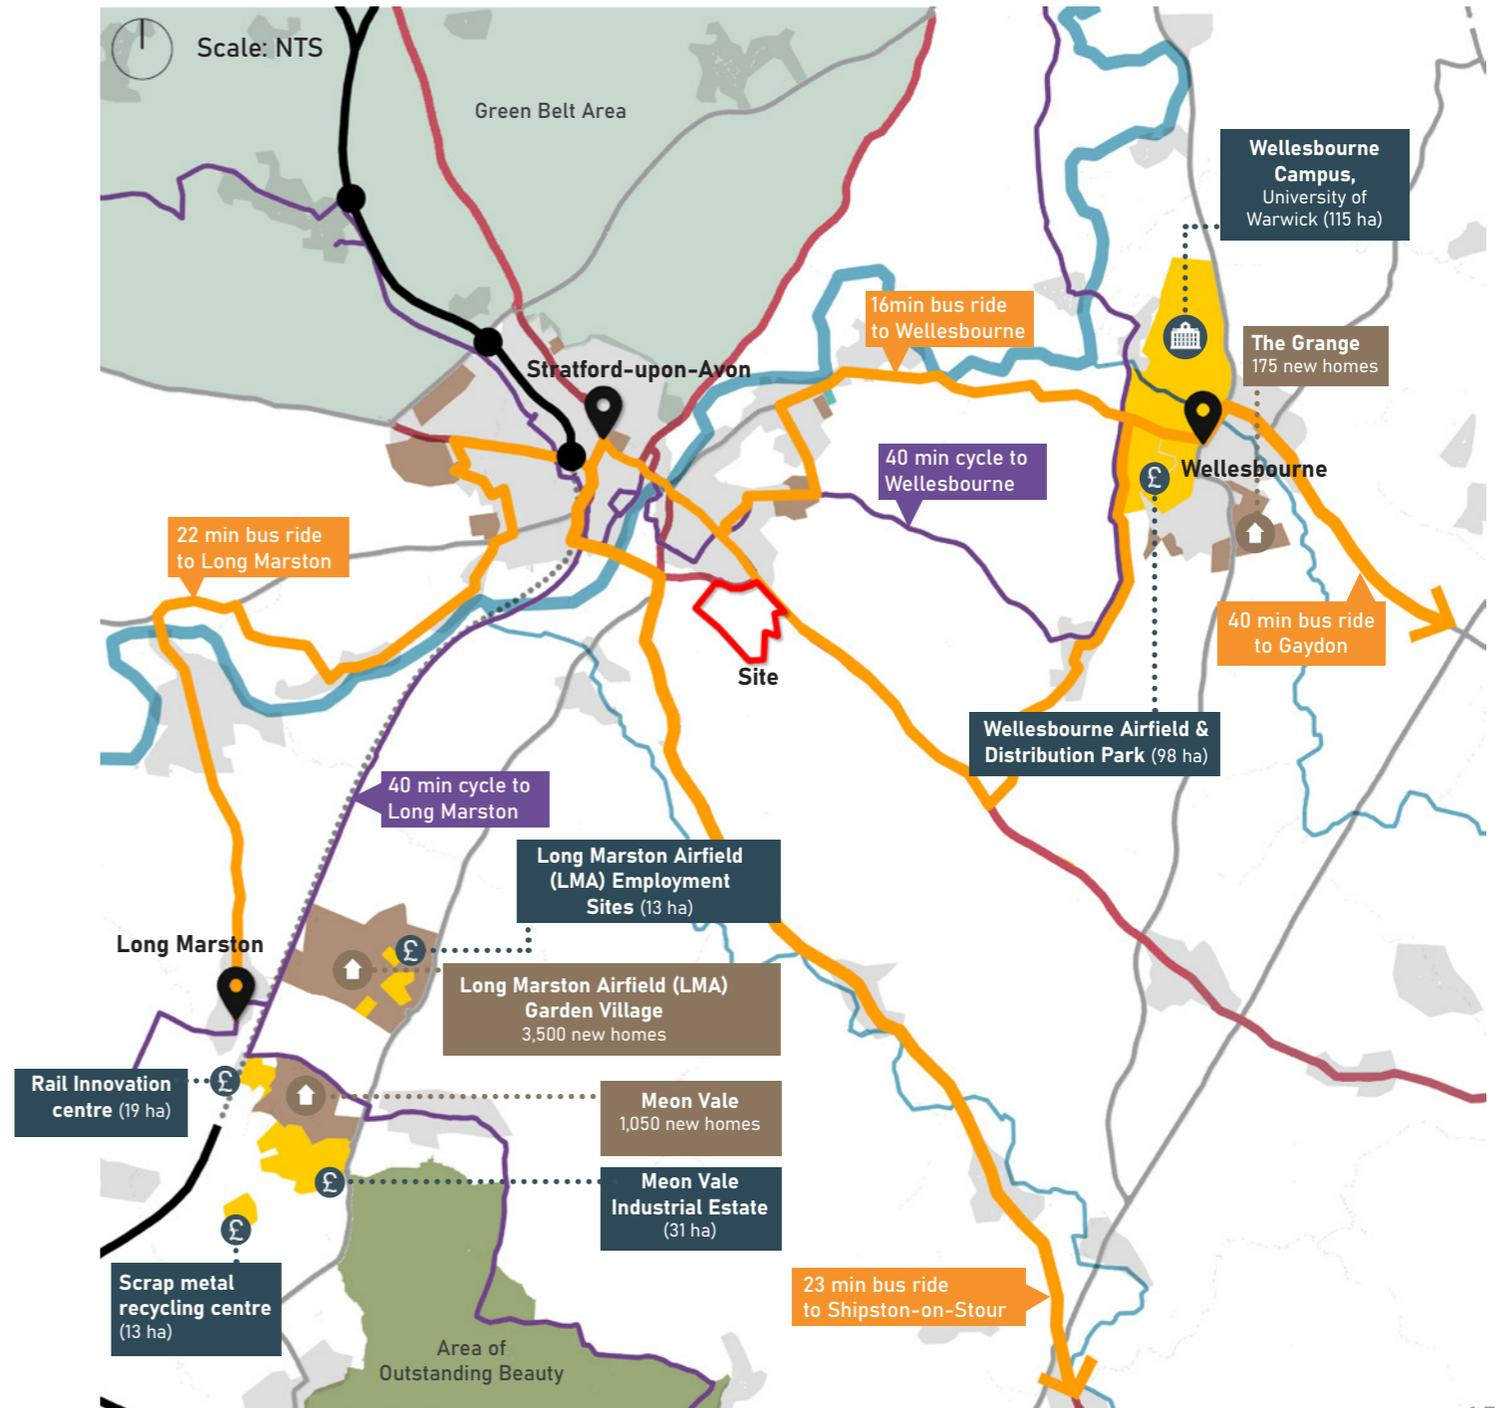 Scale: NTS
Green Belt Area
Wellesbourne
Campus,
University of
Warwick (115 ha)
16min bus ride
to Wellesbourne
The Grange
175 new homes
Stratford-upon-Avon
40 min cycle to
Wellesbourne
Wellesbourne
£
22 min bus ride
to Long Marston
40 min bus ride
to Gaydon
Site
Wellesbourne Airfield &
Distribution Park (98 ha)
40 min cycle to
Long Marston
Long Marston Airfield
(LMA) Employment
Sites (13 ha)
Long Marston
£
Long Marston Airfield (LMA)
Garden Village
3,500 new homes
Rail Innovation
centre (19 ha)
£
Meon Vale
1,050 new homes
£
Meon Vale
Industrial Estate
(31 ha)
£
Scrap metal
recycling centre
(13 ha)
23 min bus ride
to Shipston-on-Stour
Area of
Outstanding Beauty